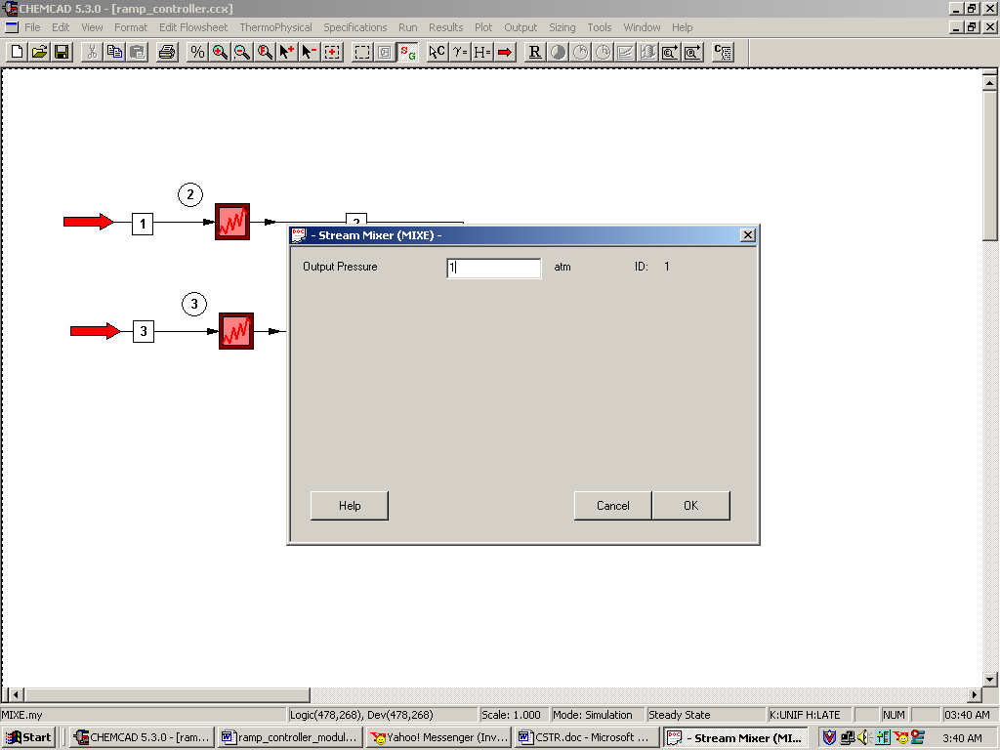 CHEMCAD 5.3.0 - [ramp_controller.ccx]
File Edit View Format Edit Flowsheet ThermoPhysical Specifications Run Results Plot Output Sizing Tools Window Help
% S G C γ= H= R C
2
1
- Stream Mixer (MIXE) -
Output Pressure 1 atm ID: 1
3
3
Help Cancel OK
MIXE.my Logic(478,268), Dev(478,268) Scale: 1.000 Mode: Simulation Steady State K:UNIF H:LATE NUM 03:40 AM
Start CHEMCAD 5.3.0 - [ram... ramp_controller_modul... Yahoo! Messenger (Inv... CSTR.doc - Microsoft ... - Stream Mixer (MI... 3:40 AM